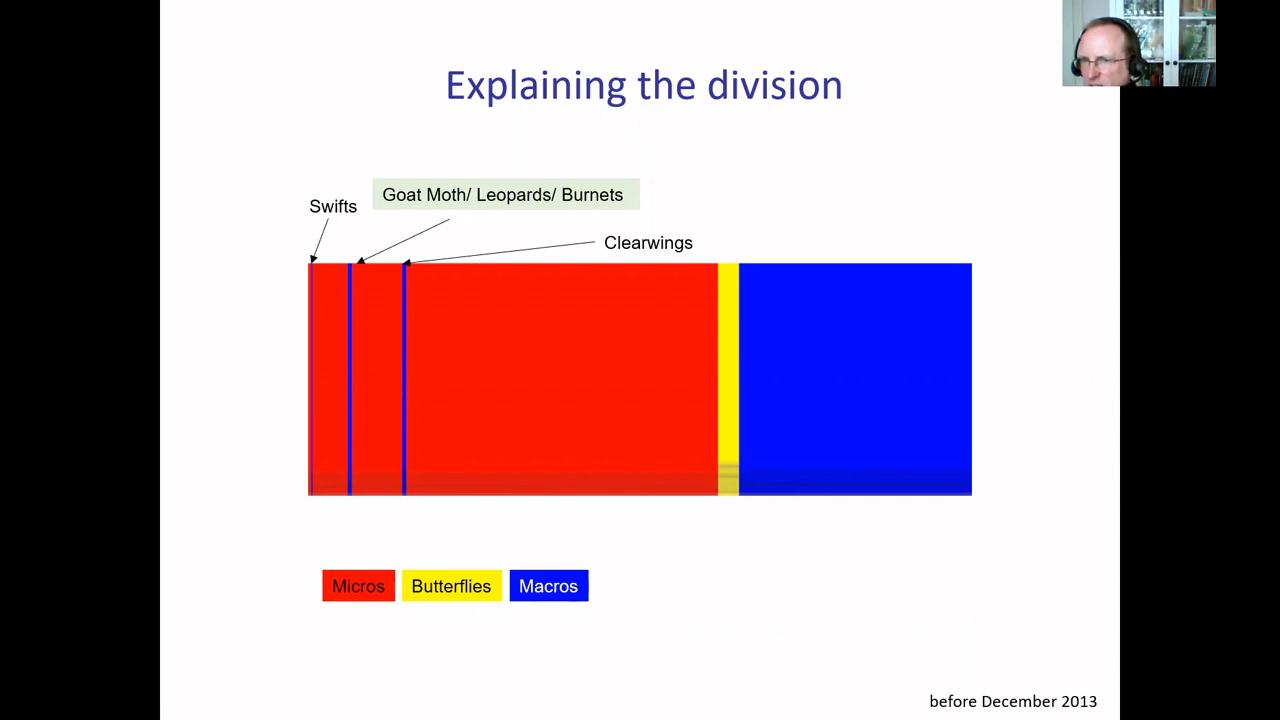 Explaining the division
Goat Moth/ Leopards/ Burnets
Swifts
Clearwings
Micros
Butterflies
Macros
before December 2013